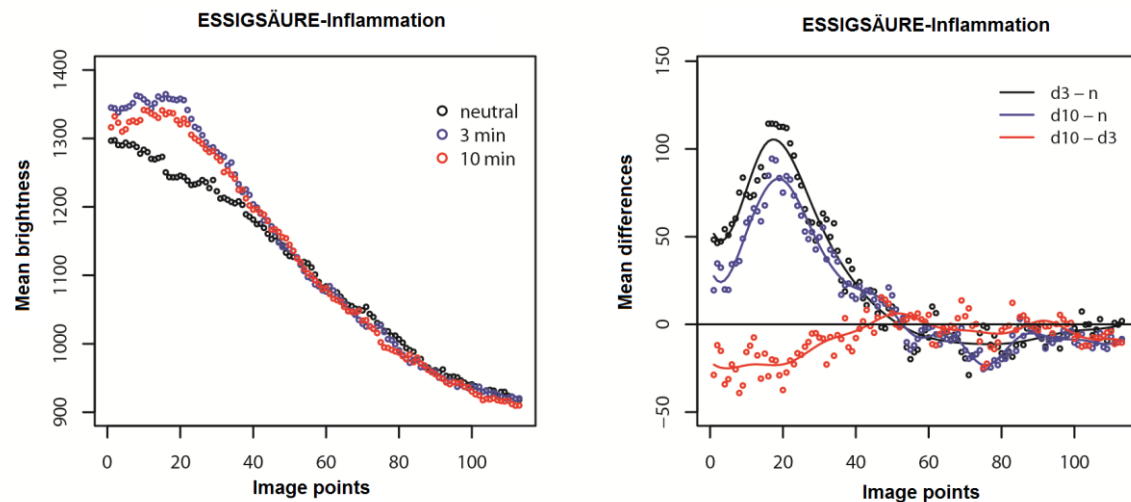 ESSIGSÄURE-Inflammation
Mean brightness
1400
1300
1200
1100
1000
900
neutral
3 min
10 min
0
20
40
60
80
100
Image points
ESSIGSÄURE-Inflammation
Mean differences
150
100
50
0
−50
d3 – n
d10 – n
d10 – d3
0
20
40
60
80
100
Image points